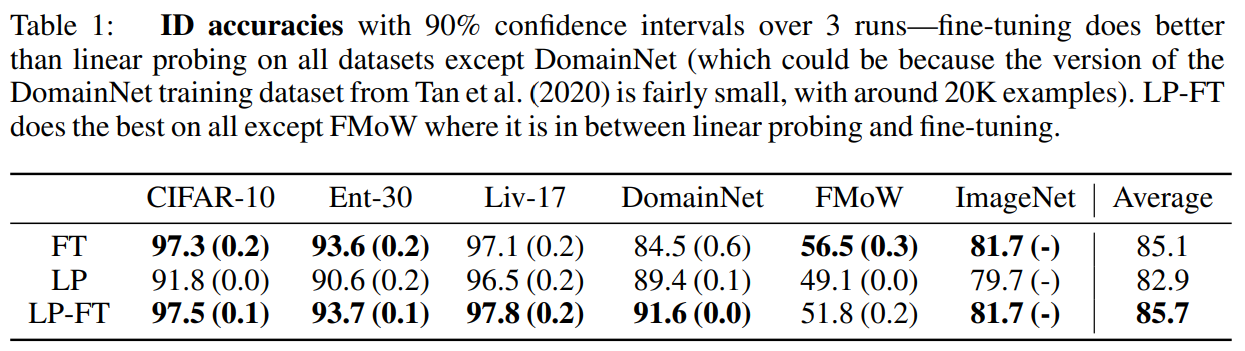 Table 1: ID accuracies with 90% confidence intervals over 3 runs—fine-tuning does better
than linear probing on all datasets except DomainNet (which could be because the version of the
DomainNet training dataset from Tan et al. (2020) is fairly small, with around 20K examples). LP-FT
does the best on all except FMoW where it is in between linear probing and fine-tuning.
CIFAR-10 Ent-30 Liv-17 DomainNet FMoW ImageNet Average
FT 97.3 (0.2) 93.6 (0.2) 97.1 (0.2) 84.5 (0.6) 56.5 (0.3) 81.7 (-) 85.1
LP 91.8 (0.0) 90.6 (0.2) 96.5 (0.2) 89.4 (0.1) 49.1 (0.0) 79.7 (-) 82.9
LP-FT 97.5 (0.1) 93.7 (0.1) 97.8 (0.2) 91.6 (0.0) 51.8 (0.2) 81.7 (-) 85.7